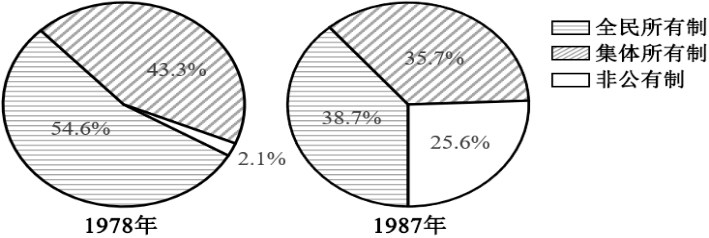 43.3%
54.6%
2.1%
1978年
35.7%
38.7%
25.6%
1987年
全民所有制
集体所有制
非公有制